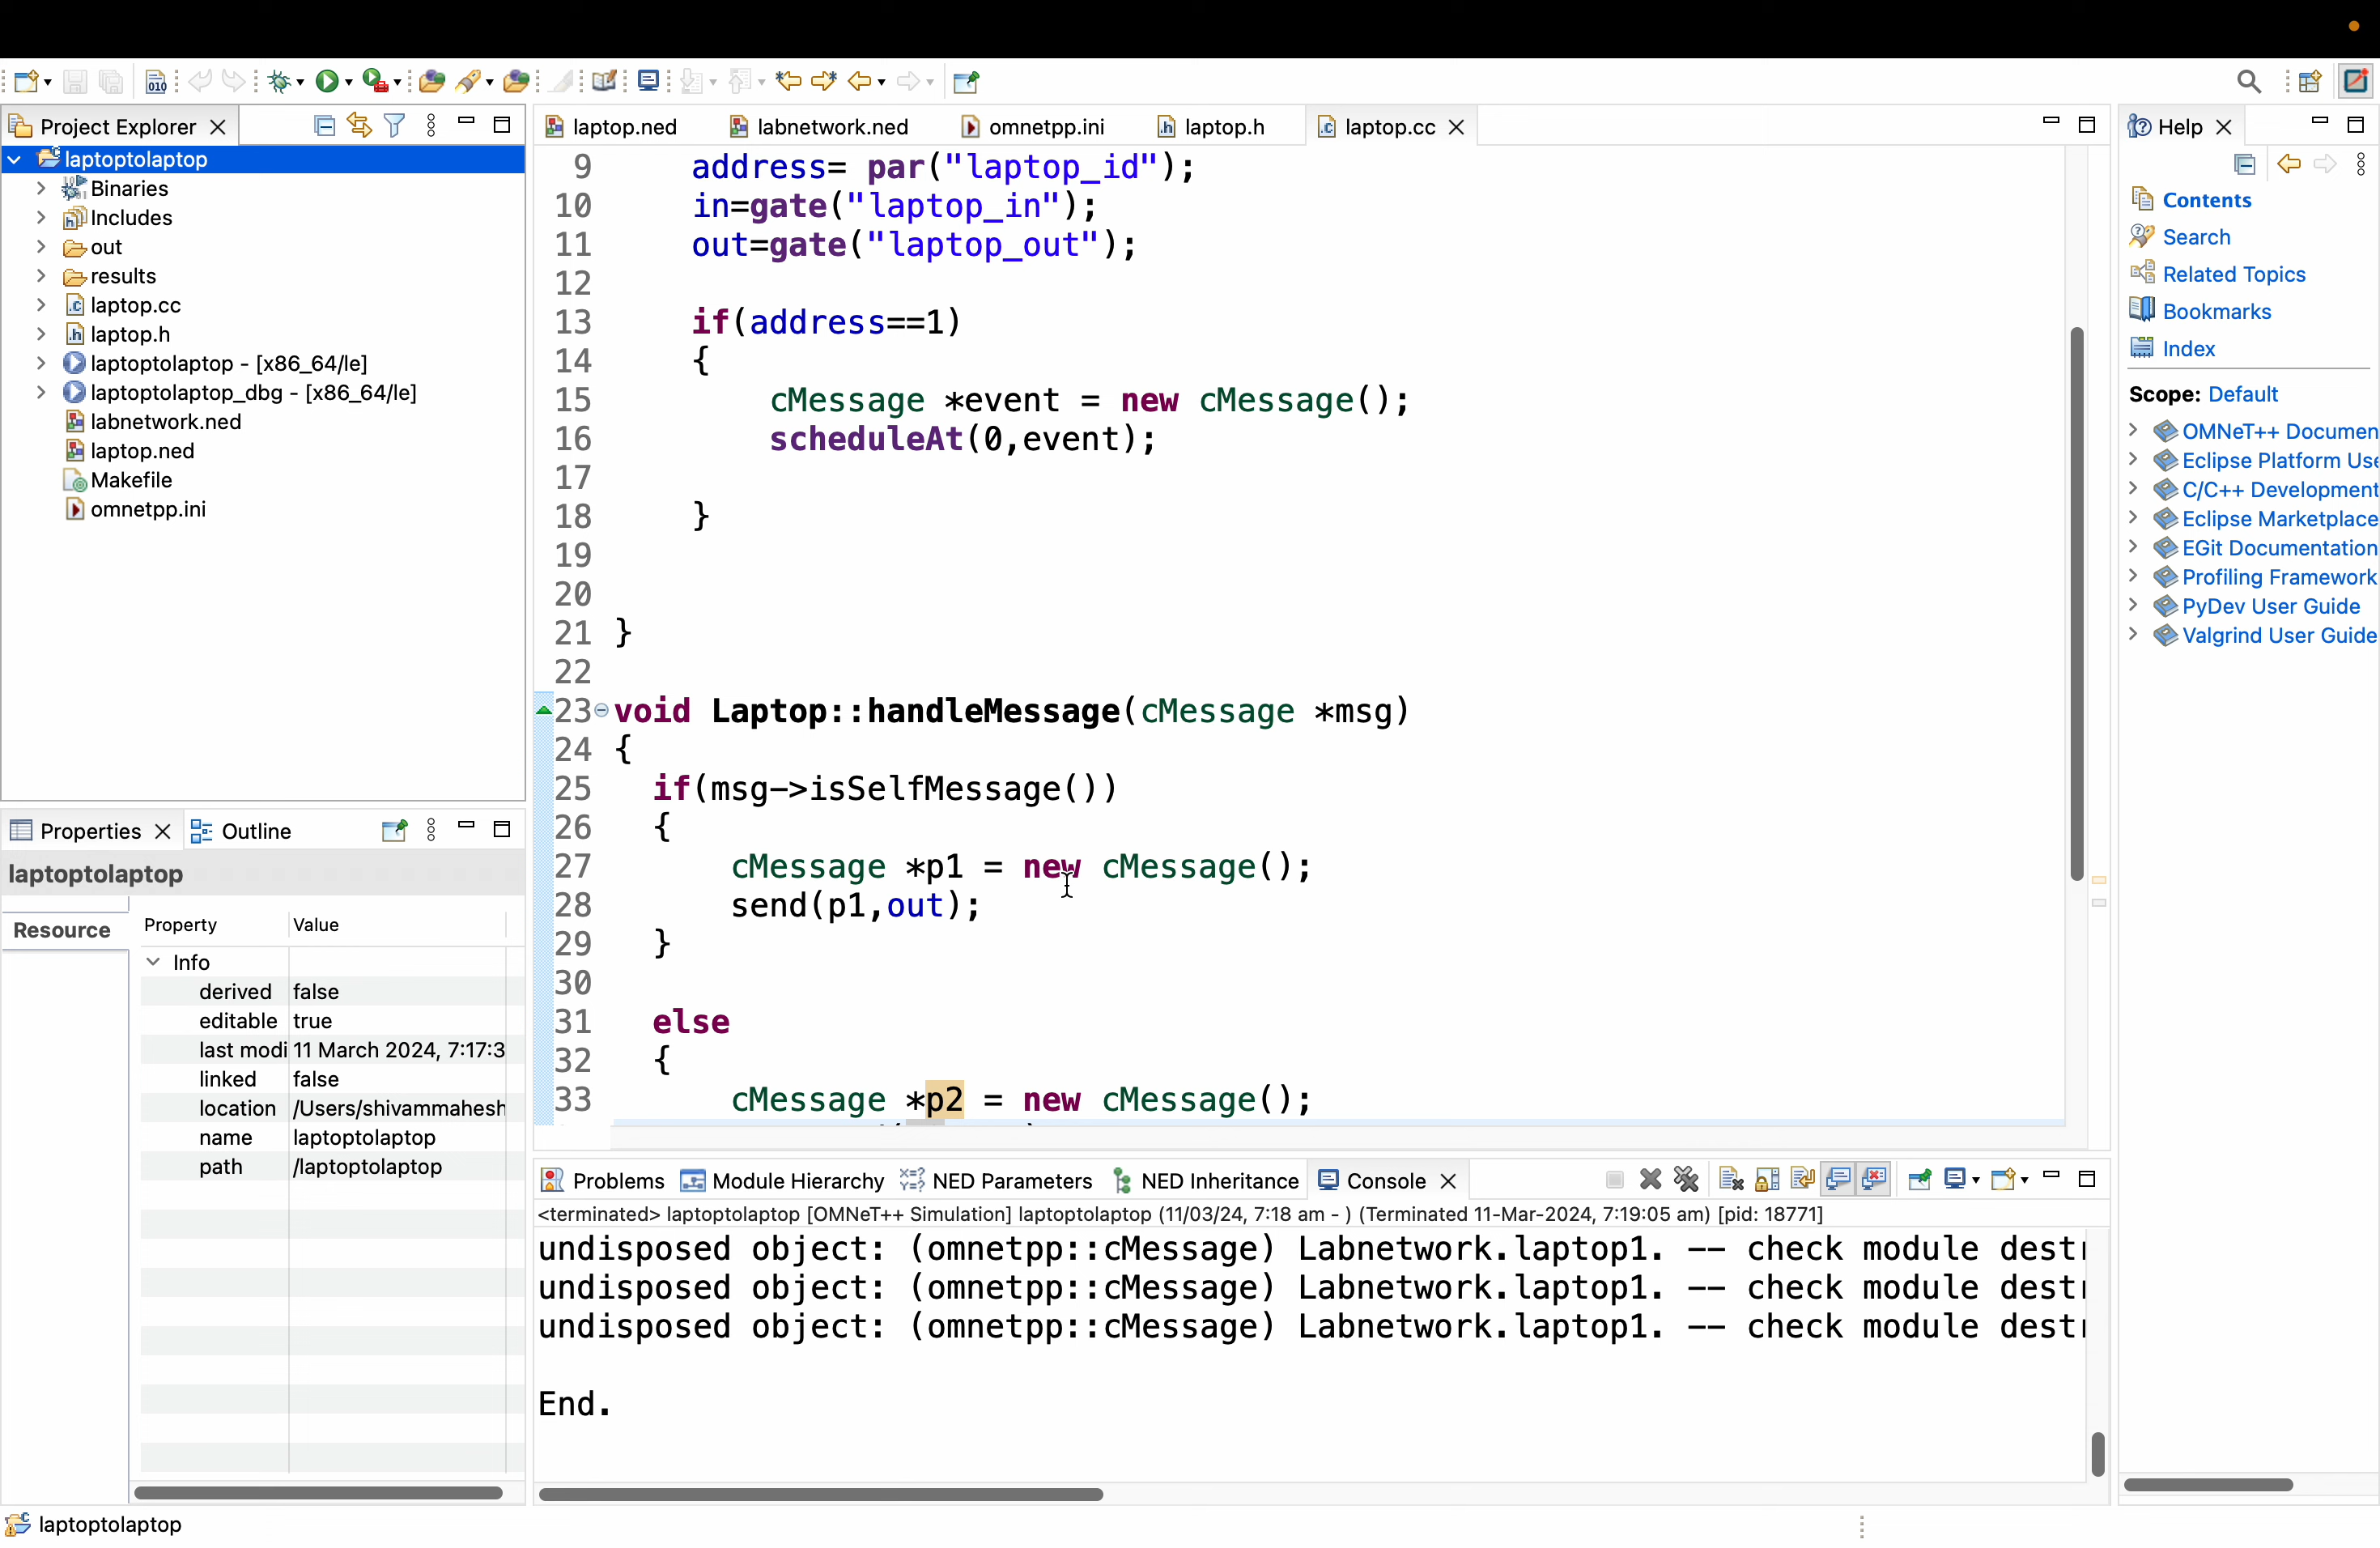 Project Explorer
laptop.ned
labnetwork.ned
omnetpp.ini
laptop.h
laptop.cc
Help
laptoptolaptop
Binaries
Includes
out
results
laptop.cc
laptop.h
laptoptolaptop - [x86_64/le]
laptoptolaptop_dbg - [x86_64/le]
labnetwork.ned
laptop.ned
Makefile
omnetpp.ini
Properties
Outline
laptoptolaptop
Resource
Property Value
Info
derived false
editable true
last modi 11 March 2024, 7:17:3
linked false
location /Users/shivammahesh
name laptoptolaptop
path /laptoptolaptop
9 address= par("laptop_id");
10 in=gate("laptop_in");
11 out=gate("laptop_out");
12
13 if(address==1)
14 {
15 cMessage *event = new cMessage();
16 scheduleAt(0,event);
17
18 }
19
20
21 }
22
23 void Laptop::handleMessage(cMessage *msg)
24 {
25 if(msg->isSelfMessage())
26 {
27 cMessage *p1 = new cMessage();
28 send(p1,out);
29 }
30
31 else
32 {
33 cMessage *p2 = new cMessage();
Problems
Module Hierarchy
NED Parameters
NED Inheritance
Console
<terminated> laptoptolaptop [OMNeT++ Simulation] laptoptolaptop (11/03/24, 7:18 am - ) (Terminated 11-Mar-2024, 7:19:05 am) [pid: 18771]
undisposed object: (omnetpp::cMessage) Labnetwork.laptop1. -- check module dest
undisposed object: (omnetpp::cMessage) Labnetwork.laptop1. -- check module dest
undisposed object: (omnetpp::cMessage) Labnetwork.laptop1. -- check module dest
End.
Contents
Search
Related Topics
Bookmarks
Index
Scope: Default
OMNeT++ Documen
Eclipse Platform Use
C/C++ Development
Eclipse Marketplace
EGit Documentation
Profiling Framework
PyDev User Guide
Valgrind User Guide
laptoptolaptop